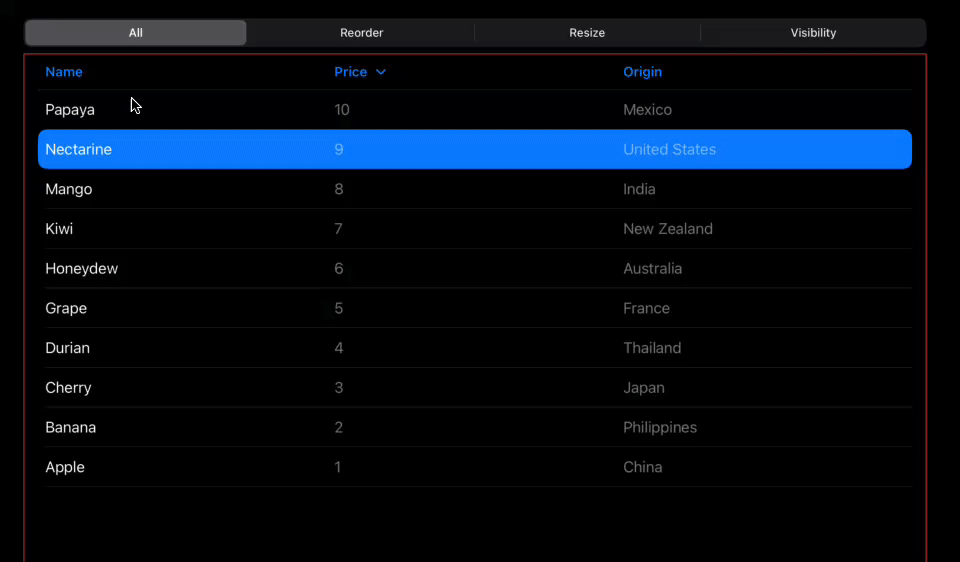 All Reorder Resize Visibility
Name Price Origin
Papaya 10 Mexico
Nectarine 9 United States
Mango 8 India
Kiwi 7 New Zealand
Honeydew 6 Australia
Grape 5 France
Durian 4 Thailand
Cherry 3 Japan
Banana 2 Philippines
Apple 1 China